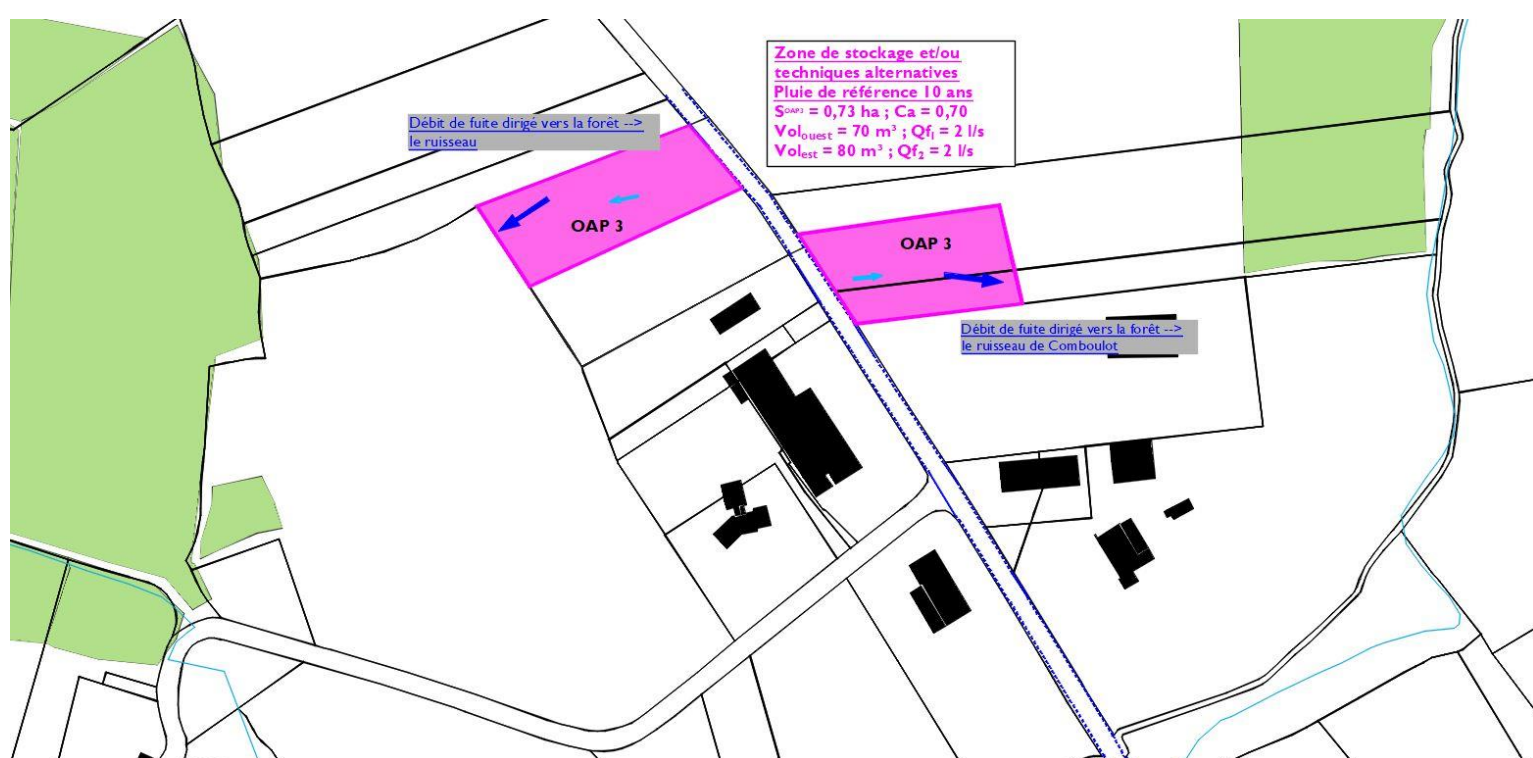 Zone de stockage et/ou
techniques alternatives
Pluie de référence 10 ans
Sᴼᴬᴾ³ = 0,73 ha ; Ca = 0,70
Vol_ouest = 70 m³ ; Qf₁ = 2 l/s
Vol_est = 80 m³ ; Qf₂ = 2 l/s
Débit de fuite dirigé vers la forêt -->
le ruisseau
OAP 3
OAP 3
Débit de fuite dirigé vers la forêt -->
le ruisseau de Comboulot